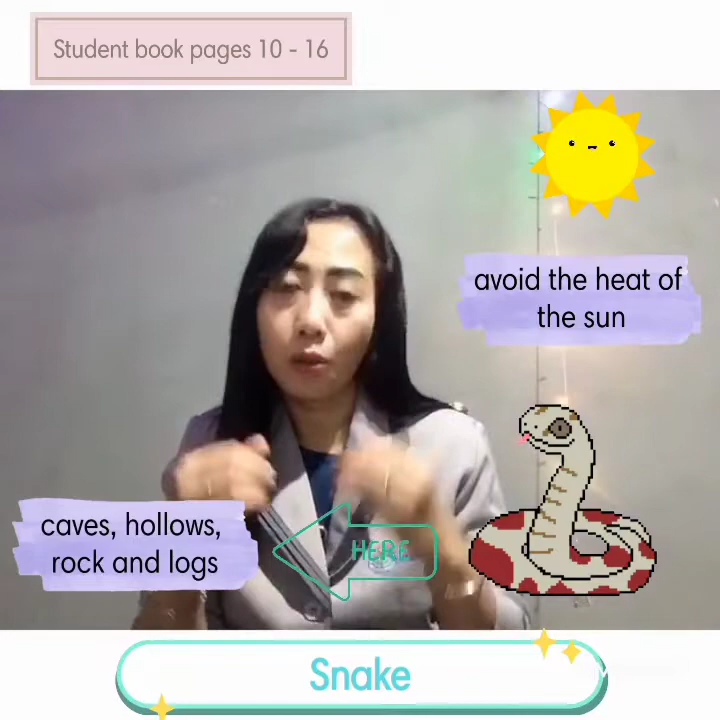 Student book pages 10 - 16
avoid the heat of
the sun
caves, hollows,
rock and logs
HERE
Snake